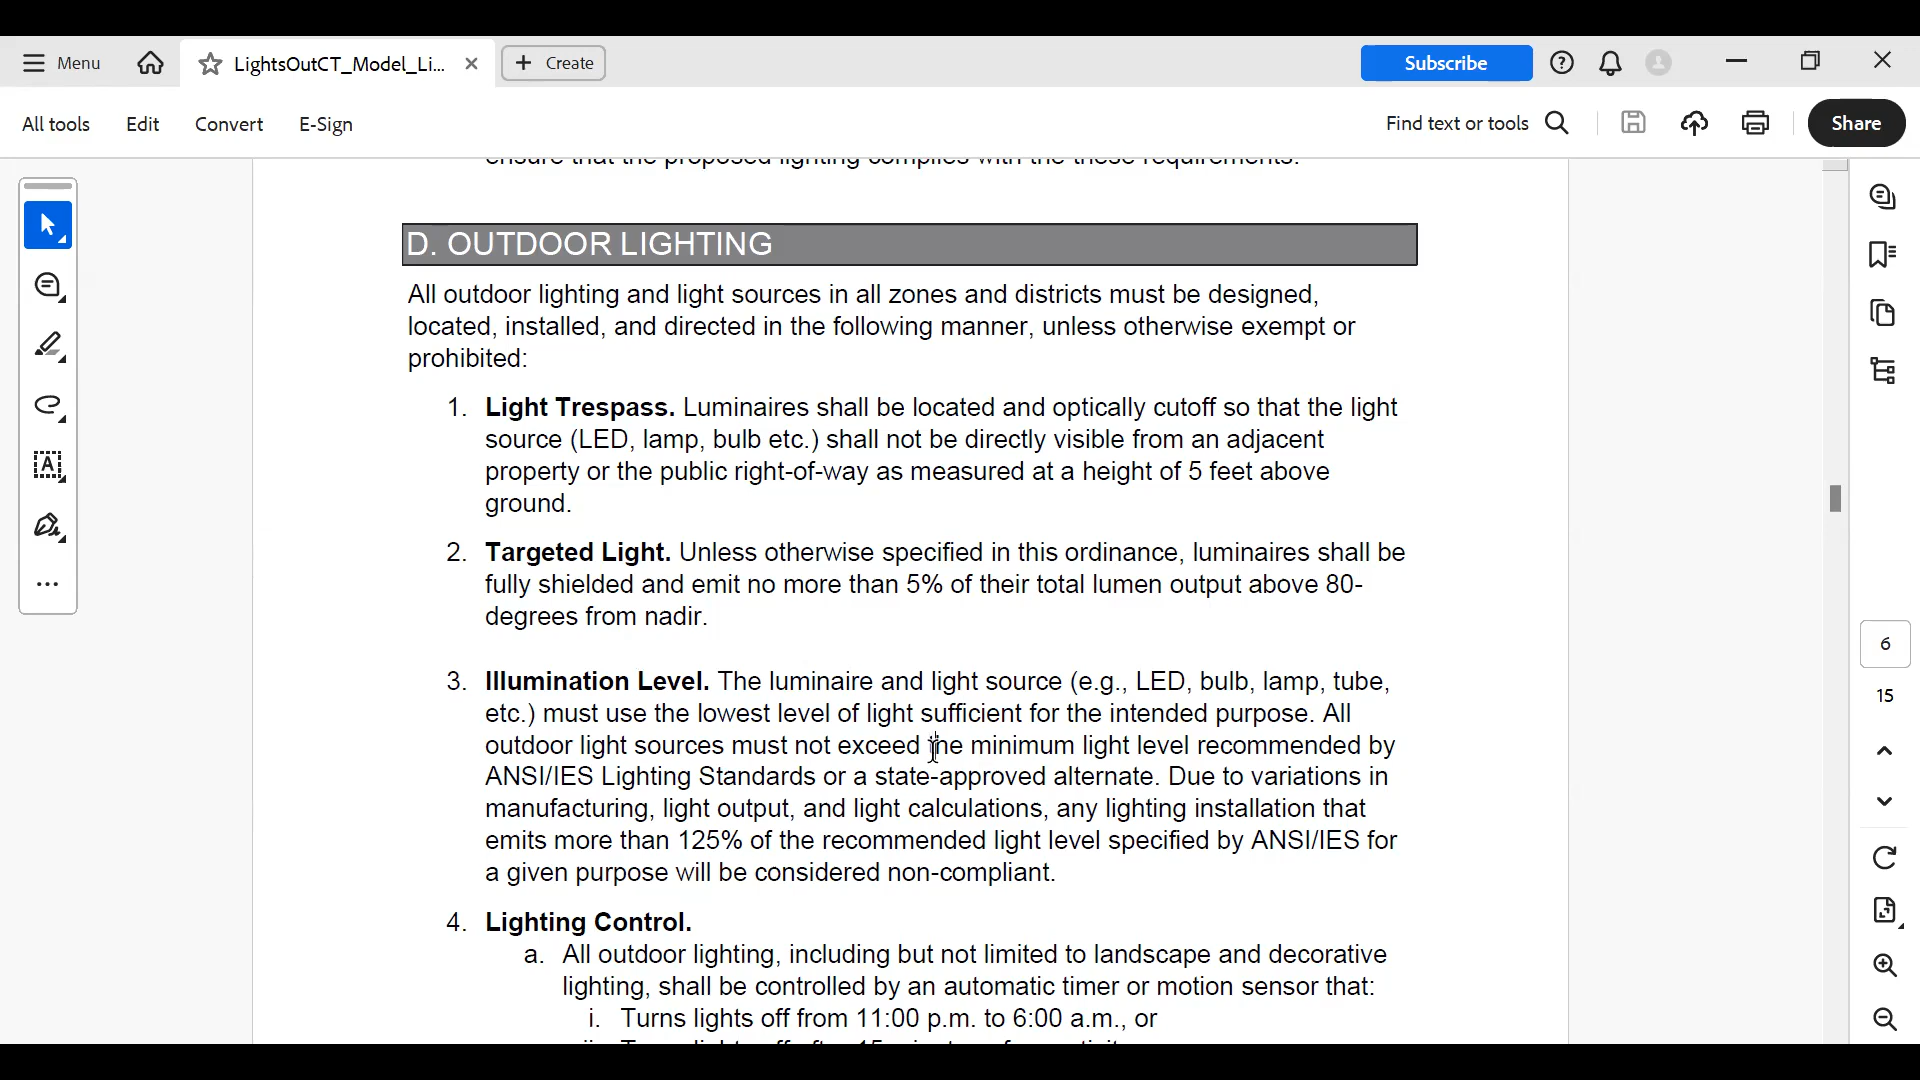 Menu
LightsOutCT_Model_Li...
Create
Subscribe
All tools
Edit
Convert
E-Sign
Find text or tools
Share
ensure that the proposed lighting complies with the these requirements.
D. OUTDOOR LIGHTING
All outdoor lighting and light sources in all zones and districts must be designed,
located, installed, and directed in the following manner, unless otherwise exempt or
prohibited:
1. Light Trespass. Luminaires shall be located and optically cutoff so that the light
source (LED, lamp, bulb etc.) shall not be directly visible from an adjacent
property or the public right-of-way as measured at a height of 5 feet above
ground.
2. Targeted Light. Unless otherwise specified in this ordinance, luminaires shall be
fully shielded and emit no more than 5% of their total lumen output above 80-
degrees from nadir.
3. Illumination Level. The luminaire and light source (e.g., LED, bulb, lamp, tube,
etc.) must use the lowest level of light sufficient for the intended purpose. All
outdoor light sources must not exceed the minimum light level recommended by
ANSI/IES Lighting Standards or a state-approved alternate. Due to variations in
manufacturing, light output, and light calculations, any lighting installation that
emits more than 125% of the recommended light level specified by ANSI/IES for
a given purpose will be considered non-compliant.
4. Lighting Control.
a. All outdoor lighting, including but not limited to landscape and decorative
lighting, shall be controlled by an automatic timer or motion sensor that:
i. Turns lights off from 11:00 p.m. to 6:00 a.m., or
6
15